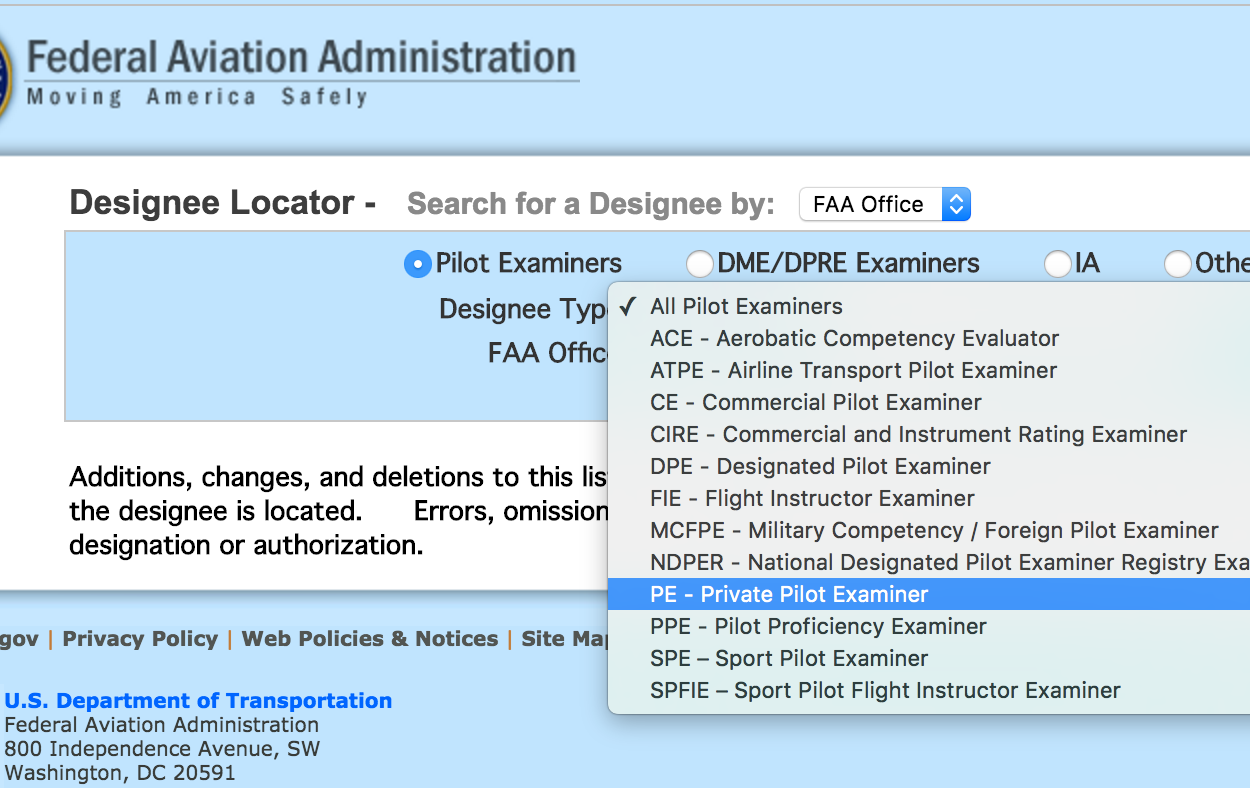 Federal Aviation Administration
Moving America Safely
Designee Locator - Search for a Designee by: FAA Office
Pilot Examiners DME/DPRE Examiners IA Othe
Designee Typ
FAA Offic
✓ All Pilot Examiners
ACE - Aerobatic Competency Evaluator
ATPE - Airline Transport Pilot Examiner
CE - Commercial Pilot Examiner
CIRE - Commercial and Instrument Rating Examiner
DPE - Designated Pilot Examiner
FIE - Flight Instructor Examiner
MCFPE - Military Competency / Foreign Pilot Examiner
NDPER - National Designated Pilot Examiner Registry Exa
PE - Private Pilot Examiner
PPE - Pilot Proficiency Examiner
SPE – Sport Pilot Examiner
SPFIE – Sport Pilot Flight Instructor Examiner
Additions, changes, and deletions to this lis
the designee is located. Errors, omission
designation or authorization.
gov | Privacy Policy | Web Policies & Notices | Site Map
U.S. Department of Transportation
Federal Aviation Administration
800 Independence Avenue, SW
Washington, DC 20591